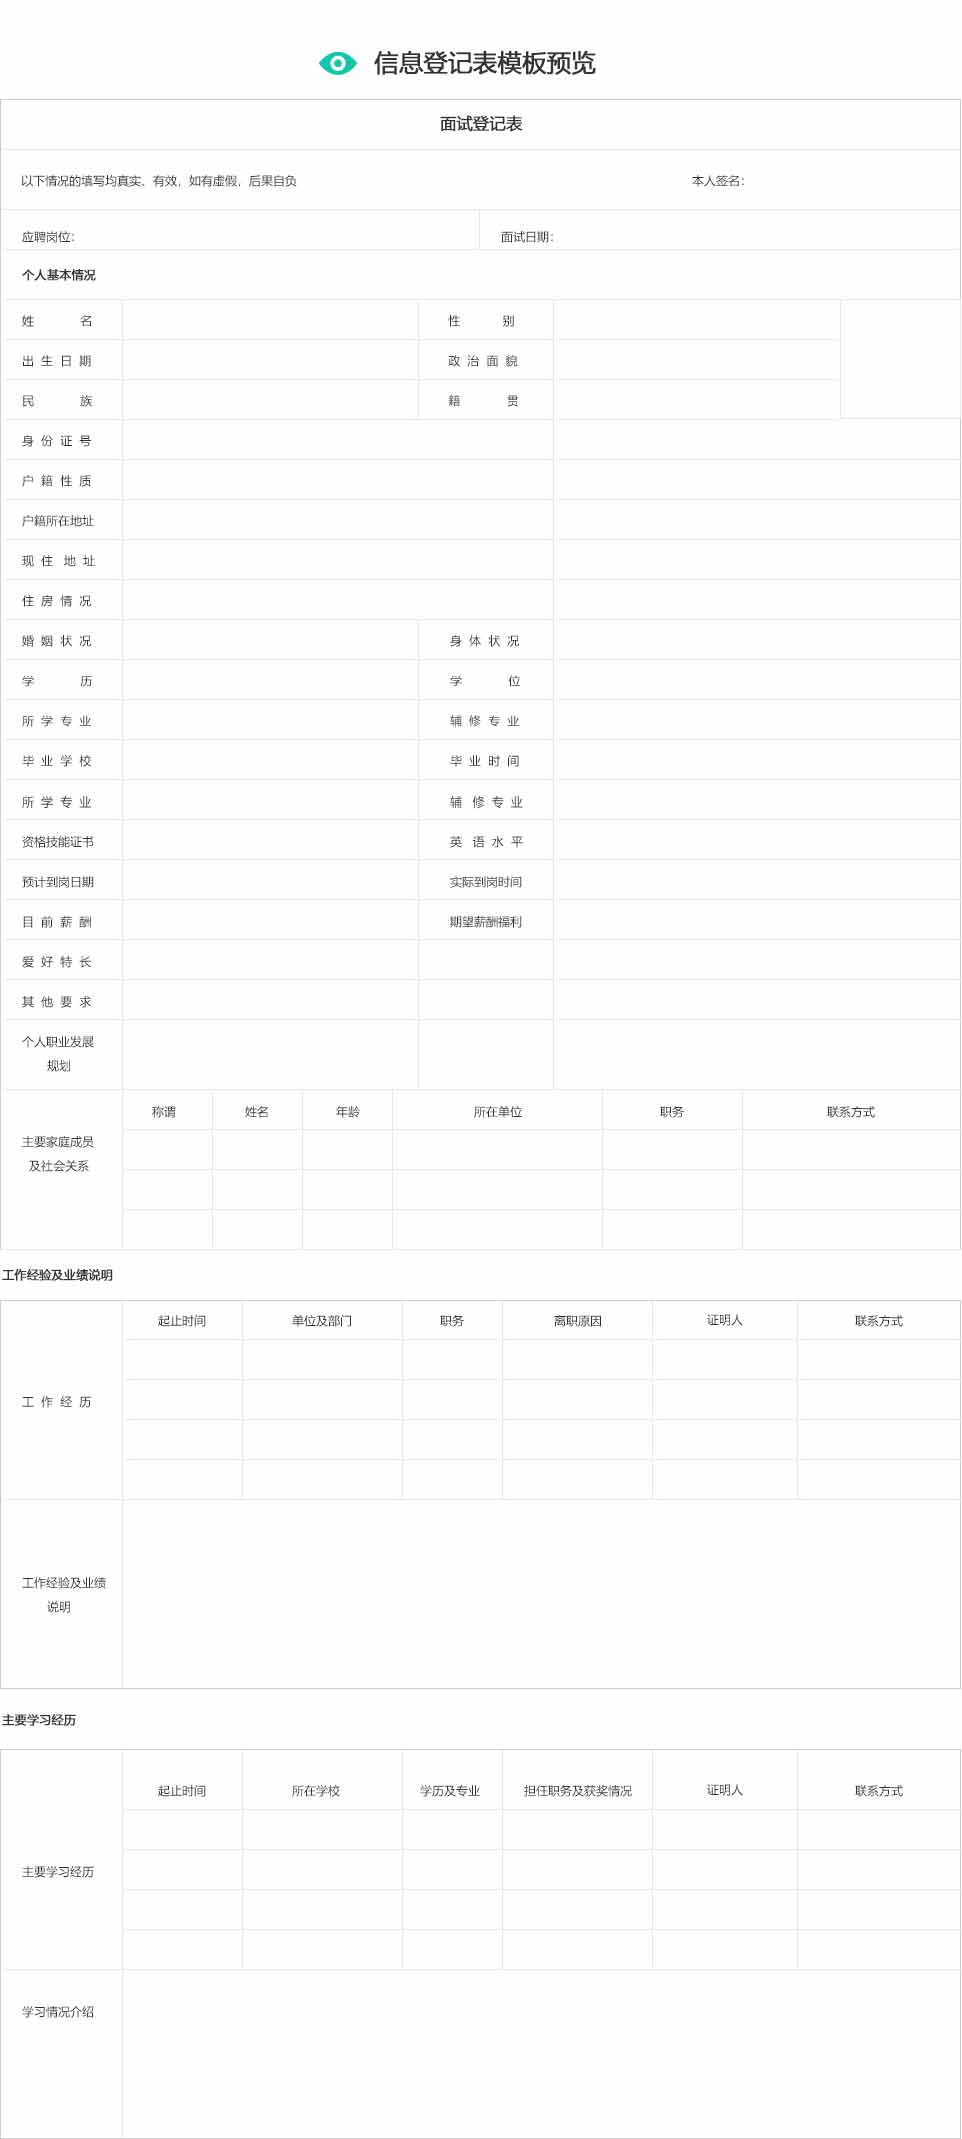 信息登记表模板预览
面试登记表
以下情况的填写均真实、有效，如有虚假，后果自负 本人签名：
应聘岗位： 面试日期：
个人基本情况
姓 名 性 别
出 生 日 期 政 治 面 貌
民 族 籍 贯
身 份 证 号
户 籍 性 质
户籍所在地址
现 住 地 址
住 房 情 况
婚 姻 状 况 身 体 状 况
学 历 学 位
所 学 专 业 辅 修 专 业
毕 业 学 校 毕 业 时 间
所 学 专 业 辅 修 专 业
资格技能证书 英 语 水 平
预计到岗日期 实际到岗时间
目 前 薪 酬 期望薪酬福利
爱 好 特 长
其 他 要 求
个人职业发展
规划
称谓 姓名 年龄 所在单位 职务 联系方式
主要家庭成员
及社会关系
工作经验及业绩说明
起止时间 单位及部门 职务 离职原因 证明人 联系方式
工 作 经 历
工作经验及业绩
说明
主要学习经历
起止时间 所在学校 学历及专业 担任职务及获奖情况 证明人 联系方式
主要学习经历
学习情况介绍